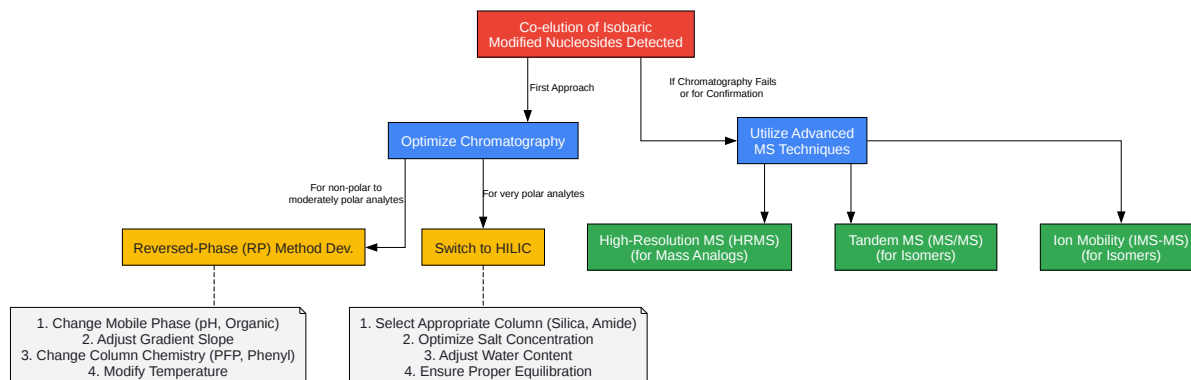 Co-elution of Isobaric
Modified Nucleosides Detected
First Approach
If Chromatography Fails
or for Confirmation
Optimize Chromatography
Utilize Advanced
MS Techniques
For non-polar to
moderately polar analytes
For very polar analytes
Reversed-Phase (RP) Method Dev.
Switch to HILIC
High-Resolution MS (HRMS)
(for Mass Analogs)
Tandem MS (MS/MS)
(for Isomers)
Ion Mobility (IMS-MS)
(for Isomers)
1. Change Mobile Phase (pH, Organic)
2. Adjust Gradient Slope
3. Change Column Chemistry (PFP, Phenyl)
4. Modify Temperature
1. Select Appropriate Column (Silica, Amide)
2. Optimize Salt Concentration
3. Adjust Water Content
4. Ensure Proper Equilibration